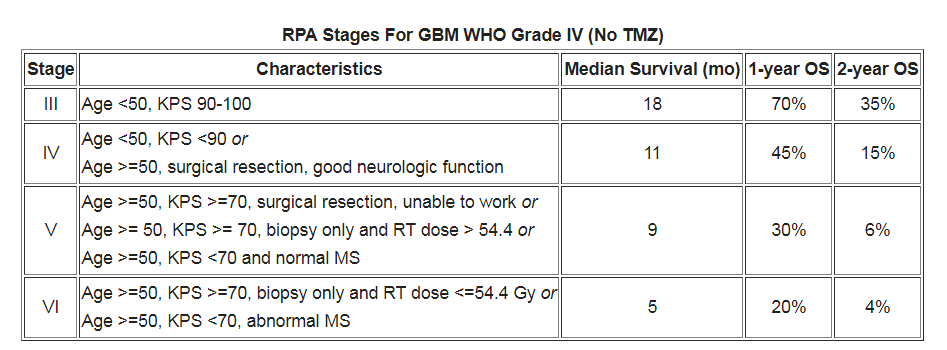 RPA Stages For GBM WHO Grade IV (No TMZ)
Stage Characteristics Median Survival (mo) 1-year OS 2-year OS
III Age <50, KPS 90-100 18 70% 35%
IV Age <50, KPS <90 or
Age >=50, surgical resection, good neurologic function 11 45% 15%
V Age >=50, KPS >=70, surgical resection, unable to work or
Age >= 50, KPS >= 70, biopsy only and RT dose > 54.4 or 9 30% 6%
Age >=50, KPS <70 and normal MS
VI Age >=50, KPS >=70, biopsy only and RT dose <=54.4 Gy or
Age >=50, KPS <70, abnormal MS 5 20% 4%